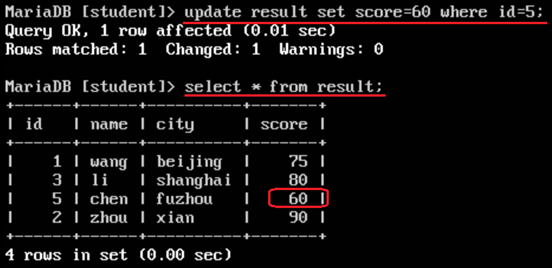 MariaDB [student]> update result set score=60 where id=5;
Query OK, 1 row affected (0.01 sec)
Rows matched: 1  Changed: 1  Warnings: 0

MariaDB [student]> select * from result;
+------+------+----------+-------+
| id   | name | city     | score |
+------+------+----------+-------+
|    1 | wang | beijing  |    75 |
|    3 | li   | shanghai |    80 |
|    5 | chen | fuzhou   |    60 |
|    2 | zhou | xian     |    90 |
+------+------+----------+-------+
4 rows in set (0.00 sec)